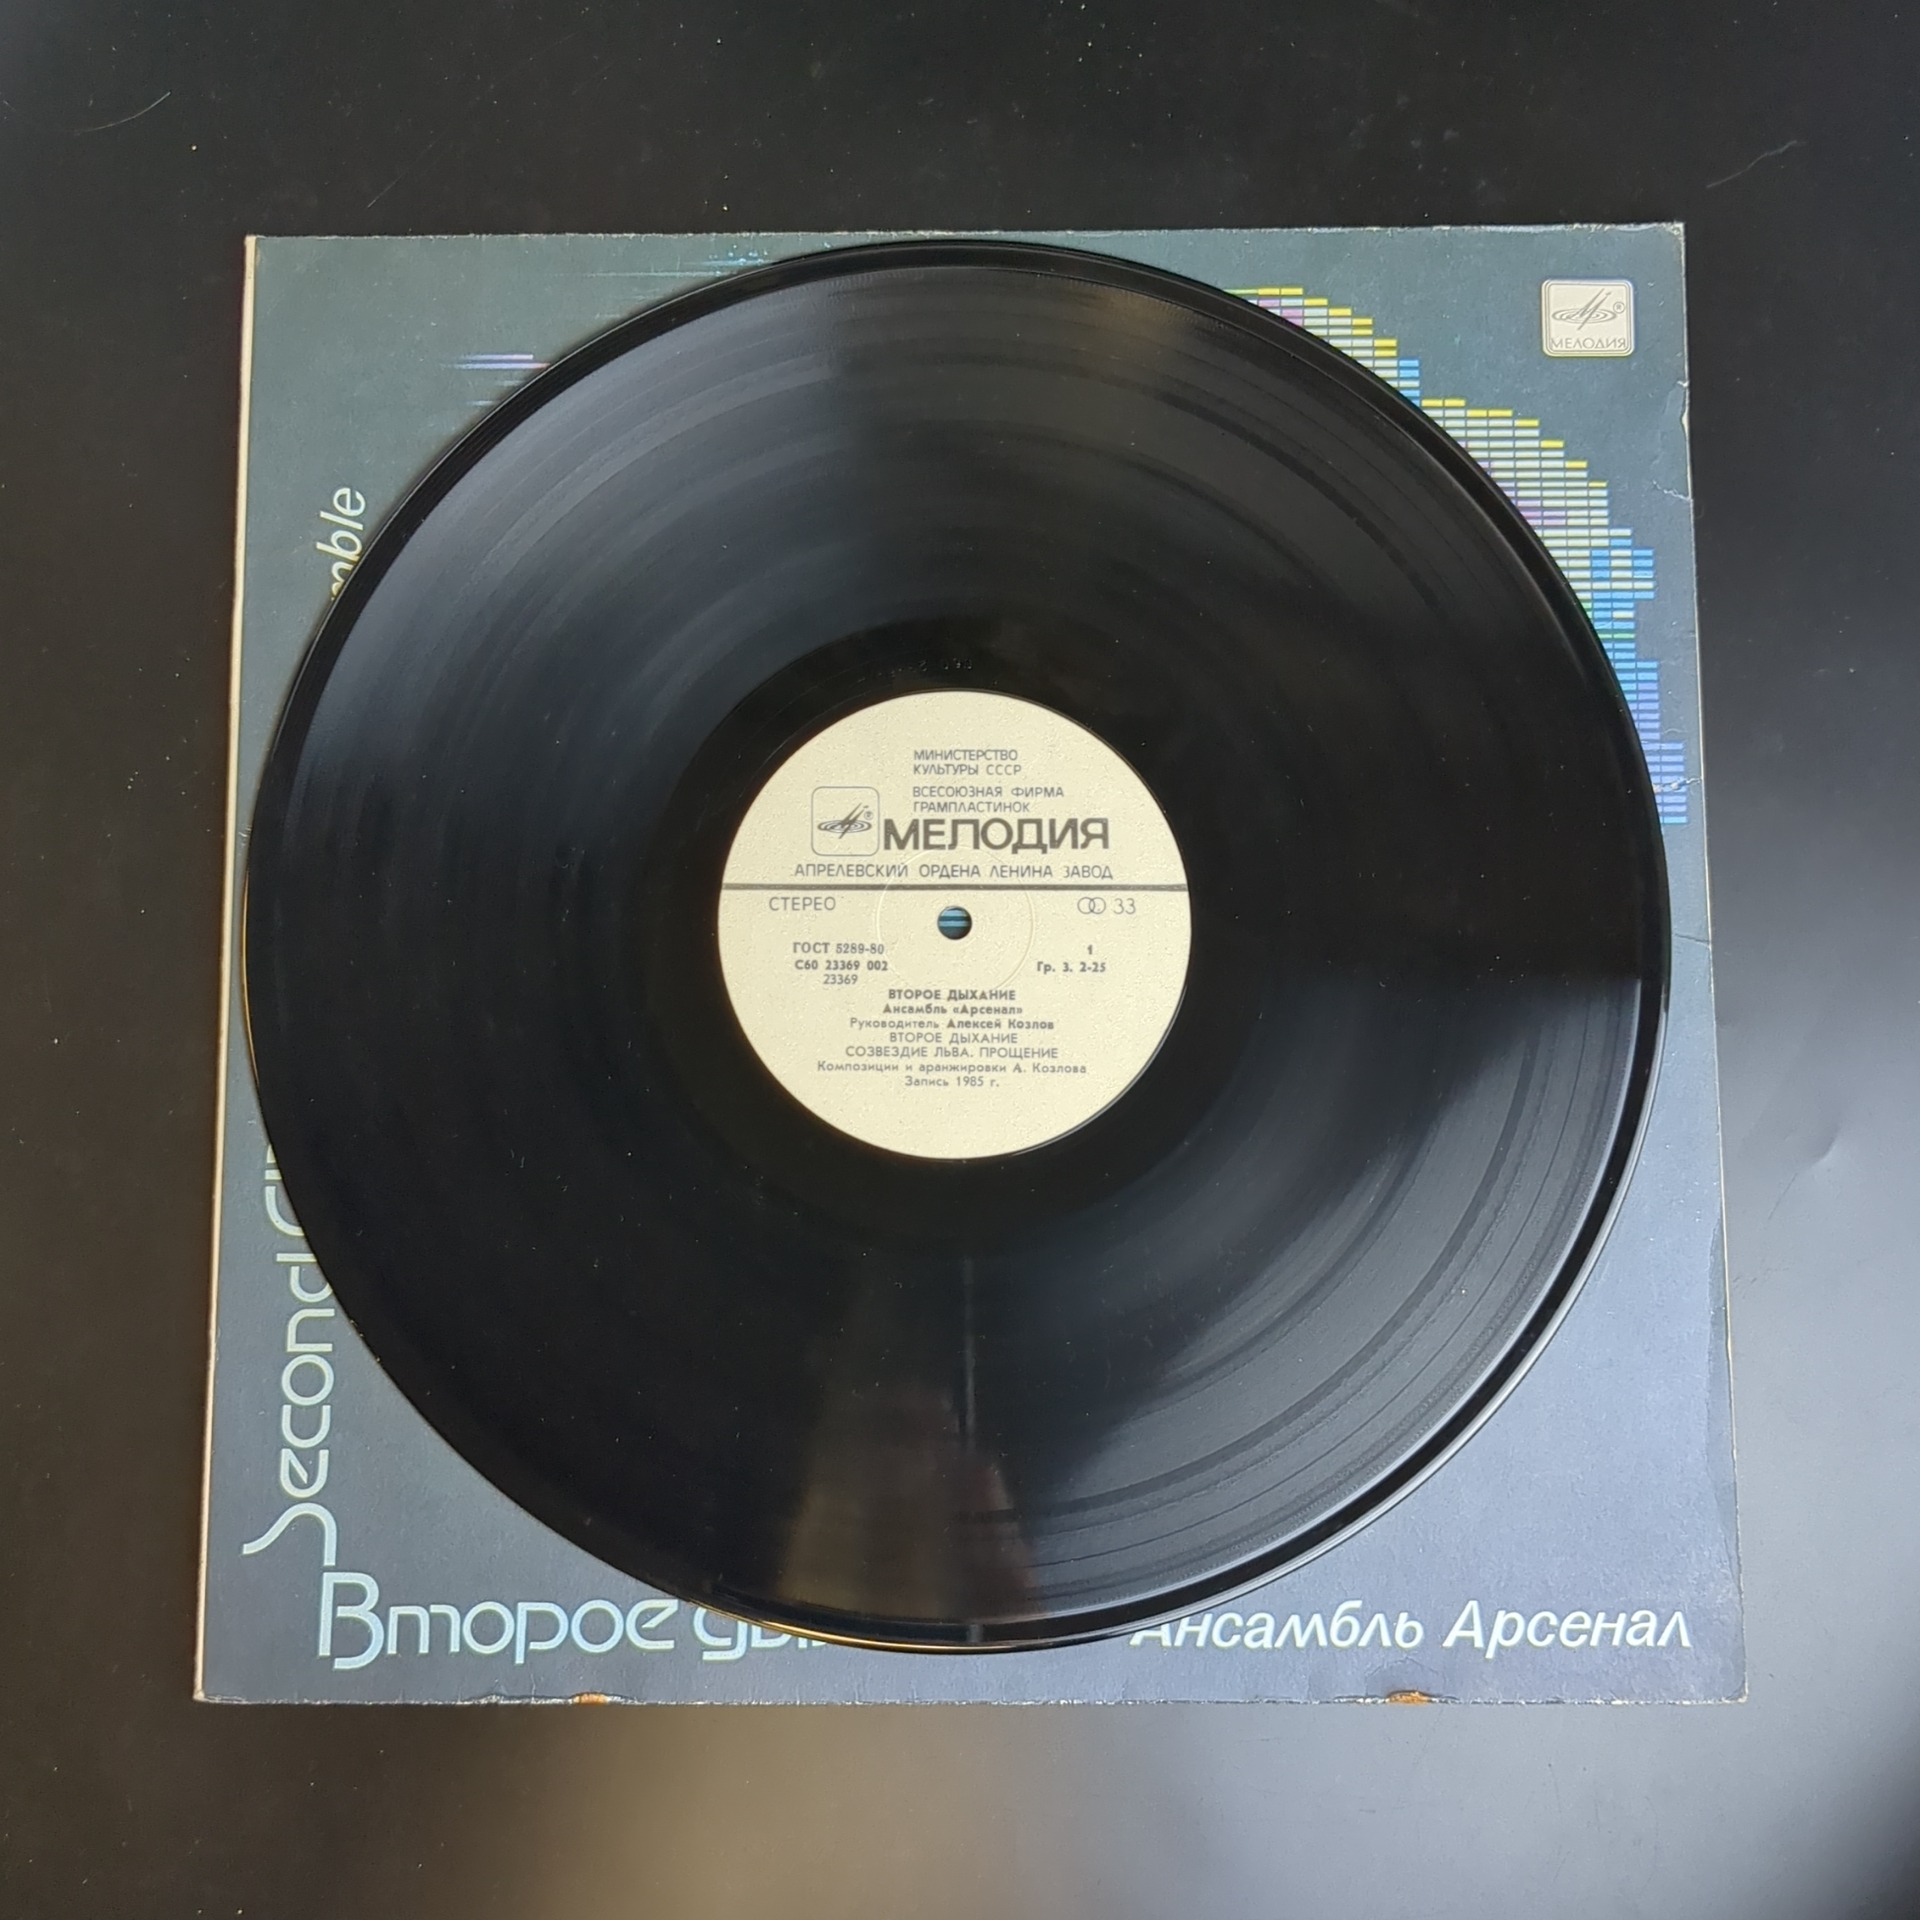 МЕЛОДИЯ
МИНИСТЕРСТВО
КУЛЬТУРЫ СССР
ВСЕСОЮЗНАЯ ФИРМА
ГРАМПЛАСТИНОК
МЕЛОДИЯ
АПРЕЛЕВСКИЙ ОРДЕНА ЛЕНИНА ЗАВОД
СТЕРЕО 33
ГОСТ 5289-80 1
С60 23369 002 Гр. 3. 2-25
23369
ВТОРОЕ ДЫХАНИЕ
Ансамбль «Арсенал»
Руководитель Алексей Козлов
ВТОРОЕ ДЫХАНИЕ
СОЗВЕЗДИЕ ЛЬВА. ПРОЩЕНИЕ
Композиции и аранжировки А. Козлова
Запись 1985 г.
Second
Второе
Ансамбль Арсенал